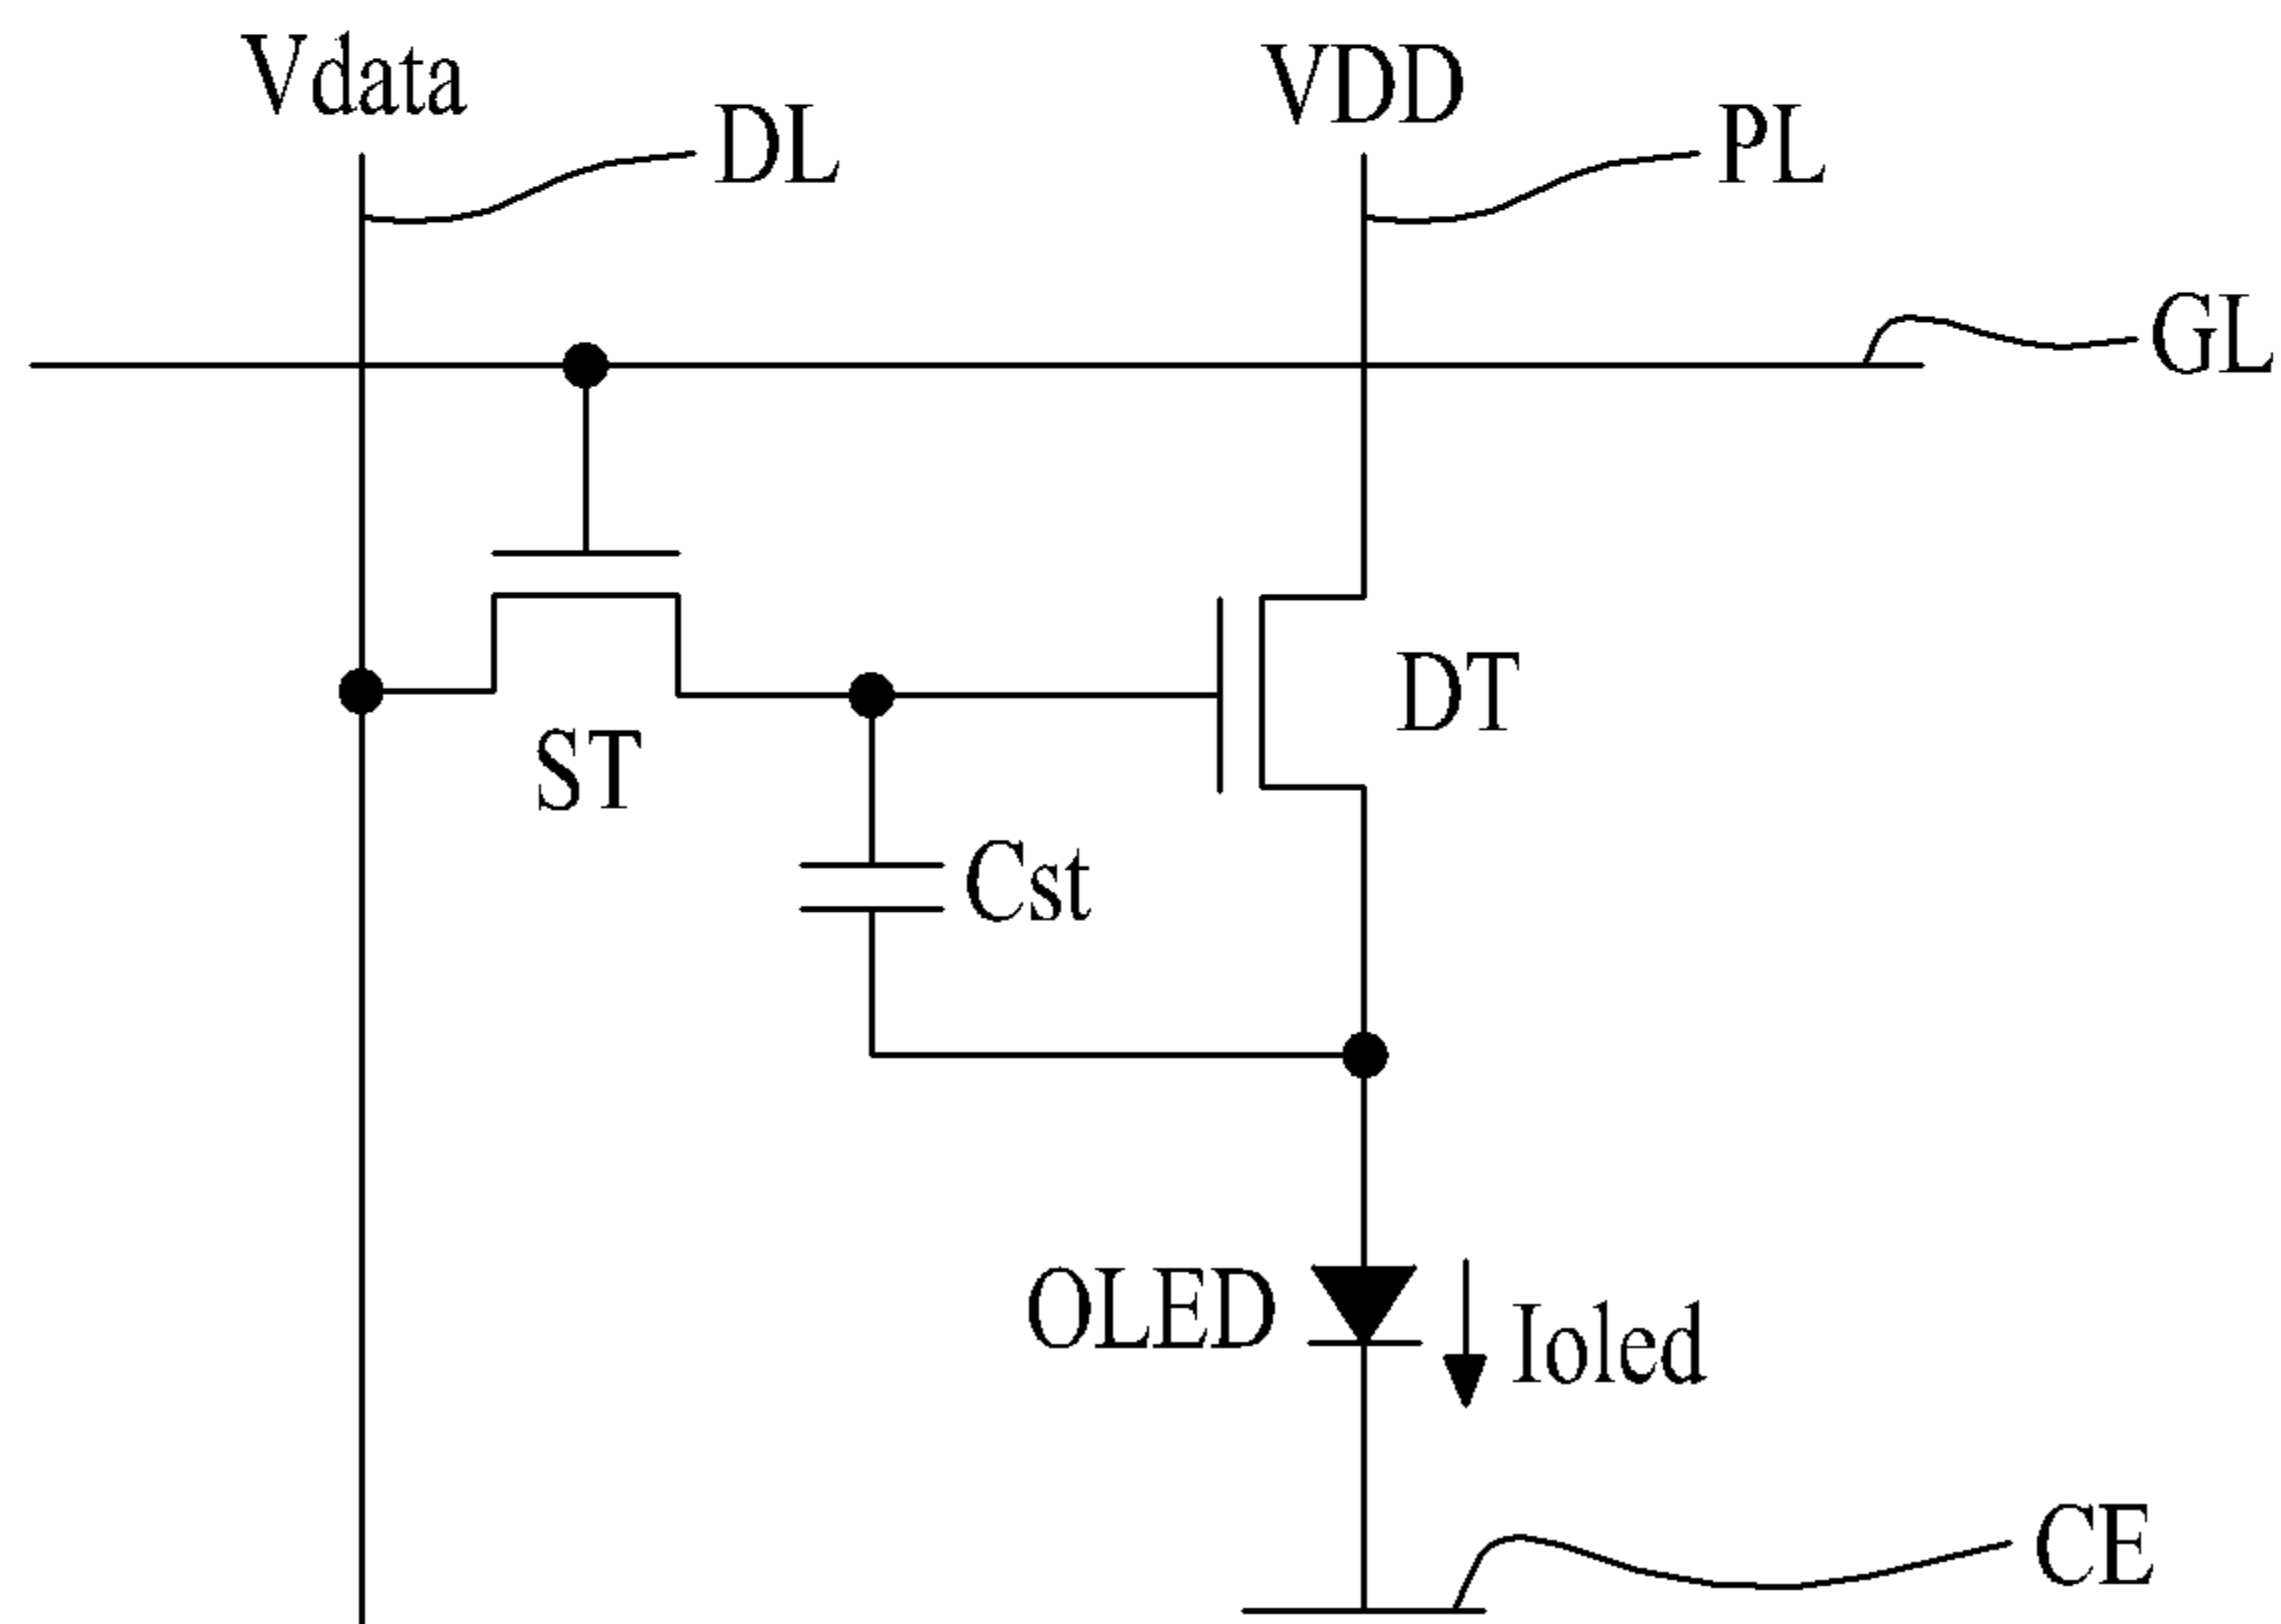 Vdata
VDD
DL
PL
GL
DT
ST
Cst
OLED
Ioled
CE